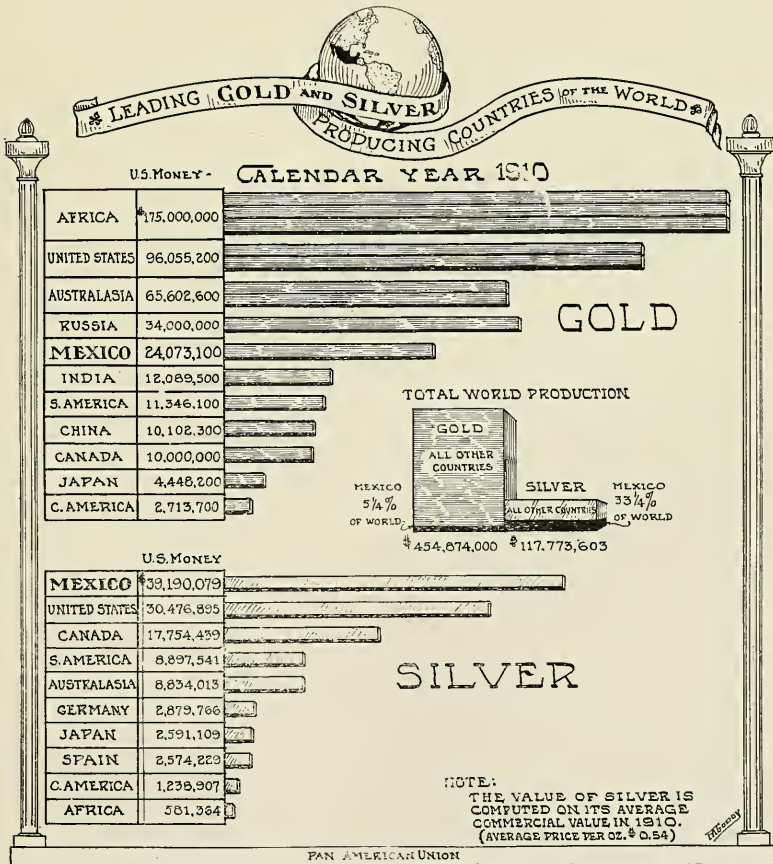 LEADING GOLD AND SILVER
PRODUCING COUNTRIES OF THE WORLD
U.S. MONEY - CALENDAR YEAR 1910
AFRICA $175,000,000
UNITED STATES 96,055,200
AUSTRALASIA 65,602,600
RUSSIA 34,000,000
MEXICO 24,073,100
INDIA 12,089,500
S. AMERICA 11,346,100
CHINA 10,102,300
CANADA 10,000,000
JAPAN 4,448,200
C. AMERICA 2,713,700
GOLD
TOTAL WORLD PRODUCTION
GOLD
ALL OTHER
COUNTRIES
MEXICO
5 1/4 %
OF WORLD
$454,874,000
SILVER
ALL OTHER COUNTRIES
MEXICO
33 1/4 %
OF WORLD
$117,773,603
U.S. MONEY
MEXICO $39,190,079
UNITED STATES 30,476,895
CANADA 17,754,439
S. AMERICA 8,897,541
AUSTRALASIA 8,834,013
GERMANY 2,879,766
JAPAN 2,591,109
SPAIN 2,574,229
C. AMERICA 1,238,907
AFRICA 581,364
SILVER
NOTE:
THE VALUE OF SILVER IS
COMPUTED ON ITS AVERAGE
COMMERCIAL VALUE IN 1910.
(AVERAGE PRICE PER OZ. $0.54)
PAN AMERICAN UNION